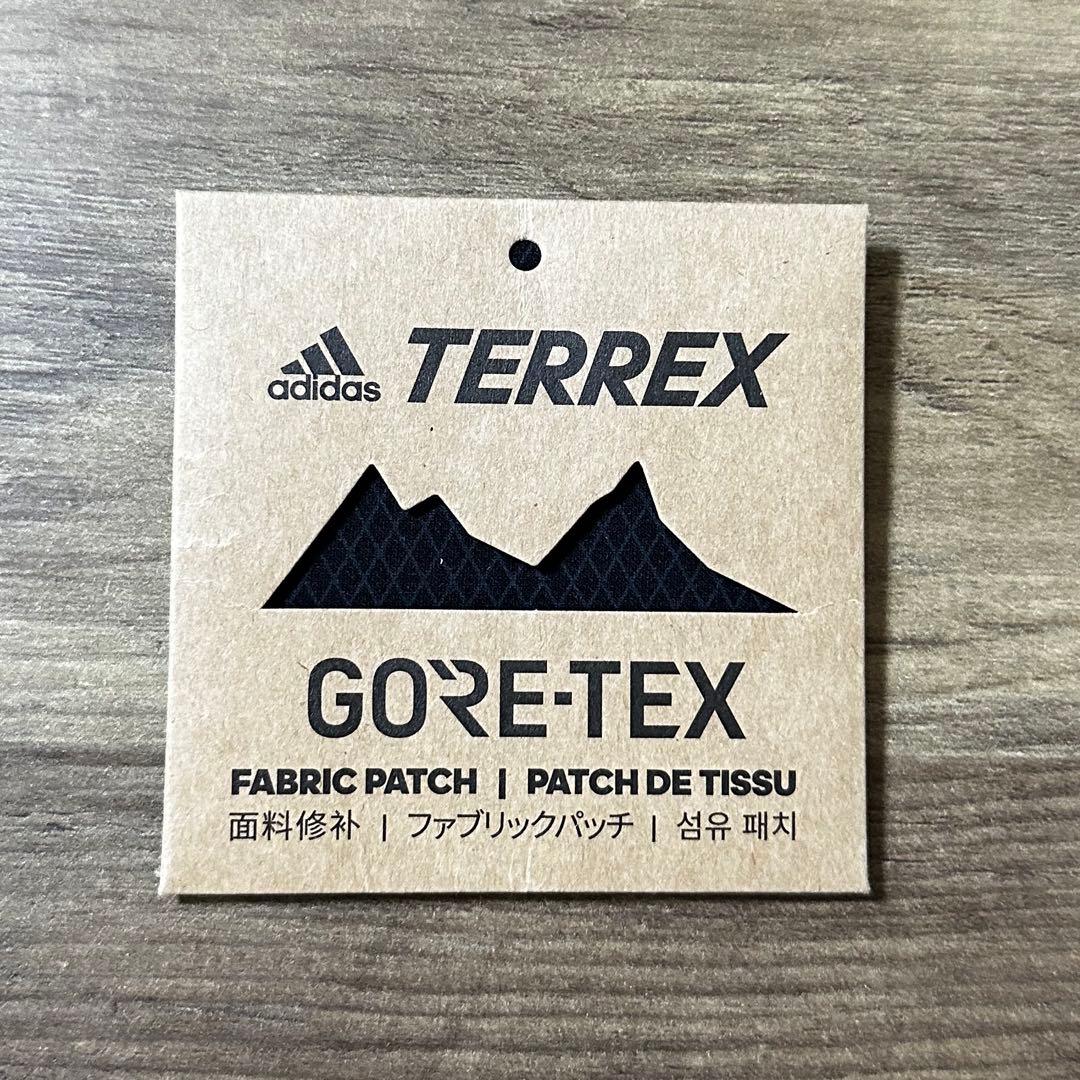 adidas TERREX
GORE-TEX
FABRIC PATCH | PATCH DE TISSU
面料修补 | ファブリックパッチ | 섬유 패치